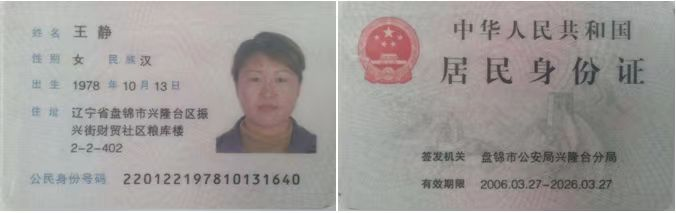 姓名 王静
性别 女 民族 汉
出生 1978 年 10 月 13 日
住址 辽宁省盘锦市兴隆台区振
兴街财贸社区粮库楼
2-2-402
公民身份号码 220122197810131640
中华人民共和国
居民身份证
签发机关 盘锦市公安局兴隆台分局
有效期限 2006.03.27-2026.03.27